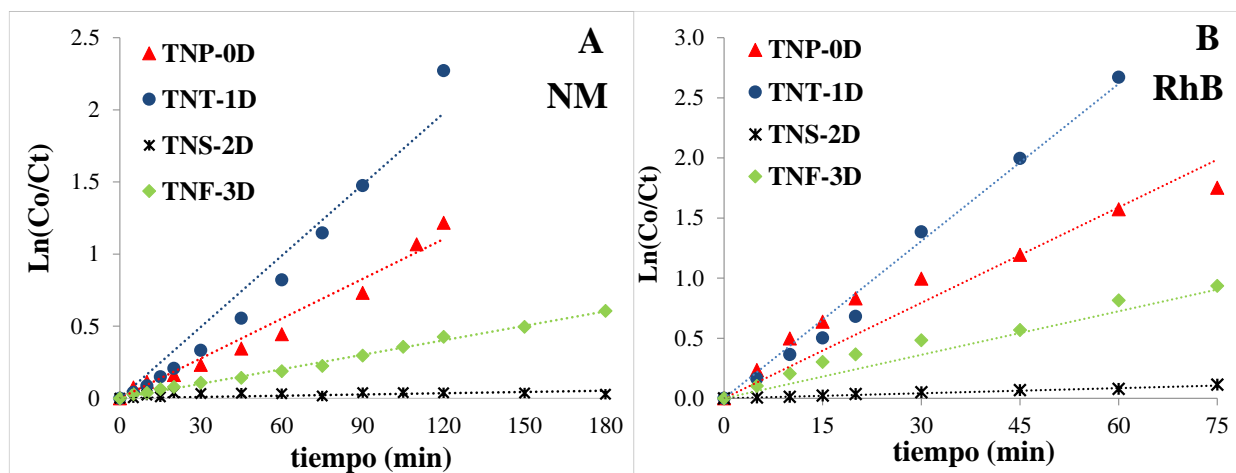 A
NM
TNP-0D
TNT-1D
TNS-2D
TNF-3D
Ln(Co/Ct)
2.5
2
1.5
1
0.5
0
0 30 60 90 120 150 180
tiempo (min)
B
RhB
TNP-0D
TNT-1D
TNS-2D
TNF-3D
Ln(Co/Ct)
3.0
2.5
2.0
1.5
1.0
0.5
0.0
0 15 30 45 60 75
tiempo (min)